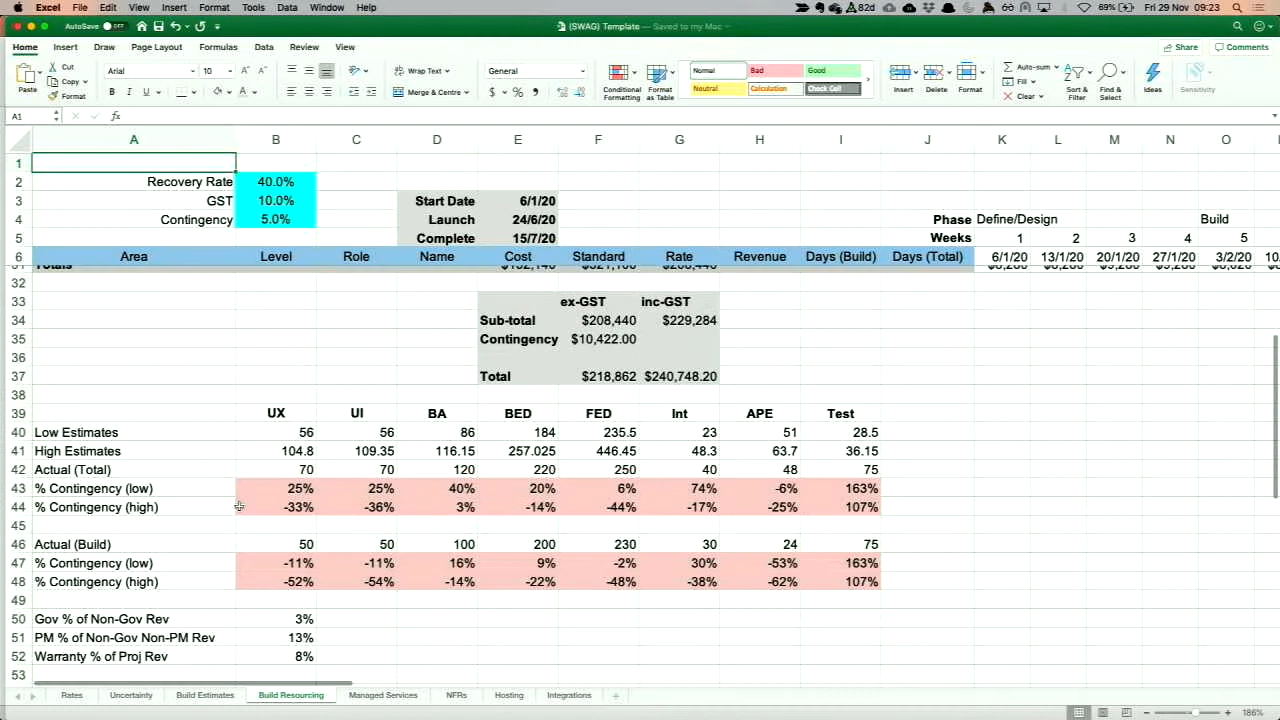 Excel File Edit View Insert Format Tools Data Window Help 82d 69% Fri 29 Nov 09:23
AutoSave OFF (SWAG) Template — Saved to my Mac
Home Insert Draw Page Layout Formulas Data Review View Share Comments
Paste Cut Copy Format Arial 10 Wrap Text Merge & Centre General Conditional Formatting Format as Table Normal Bad Good Neutral Calculation Check Cell Insert Delete Format Auto-sum Fill Clear Sort & Filter Find & Select Ideas Sensitivity
A1 fx
A B C D E F G H I J K L M N O
1
2 Recovery Rate 40.0%
3 GST 10.0% Start Date 6/1/20
4 Contingency 5.0% Launch 24/6/20 Phase Define/Design Build
5 Complete 15/7/20 Weeks 1 2 3 4 5
6 Area Level Role Name Cost Standard Rate Revenue Days (Build) Days (Total) 6/1/20 13/1/20 20/1/20 27/1/20 3/2/20 10
32
33 ex-GST inc-GST
34 Sub-total $208,440 $229,284
35 Contingency $10,422.00
36
37 Total $218,862 $240,748.20
38
39 UX UI BA BED FED Int APE Test
40 Low Estimates 56 56 86 184 235.5 23 51 28.5
41 High Estimates 104.8 109.35 116.15 257.025 446.45 48.3 63.7 36.15
42 Actual (Total) 70 70 120 220 250 40 48 75
43 % Contingency (low) 25% 25% 40% 20% 6% 74% -6% 163%
44 % Contingency (high) -33% -36% 3% -14% -44% -17% -25% 107%
45
46 Actual (Build) 50 50 100 200 230 30 24 75
47 % Contingency (low) -11% -11% 16% 9% -2% 30% -53% 163%
48 % Contingency (high) -52% -54% -14% -22% -48% -38% -62% 107%
49
50 Gov % of Non-Gov Rev 3%
51 PM % of Non-Gov Non-PM Rev 13%
52 Warranty % of Proj Rev 8%
53
Rates Uncertainty Build Estimates Build Resourcing Managed Services NFRs Hosting Integrations
186%